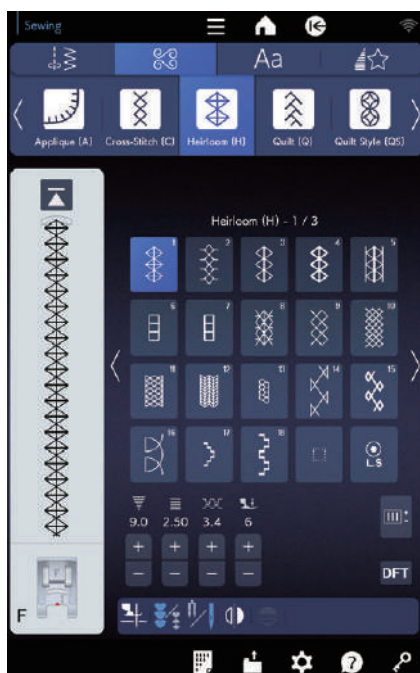 Sewing
Aa
Applique (A) Cross-Stitch (C) Heirloom (H) Quilt (Q) Quilt Style (QS)
Heirloom (H) - 1 / 3
1 2 3 4 5
6 7 8 9 10
11 12 13 14 15
16 17 18
L.S
9.0 2.50 3.4 6
+ + + +
− − − −
DFT
F
?